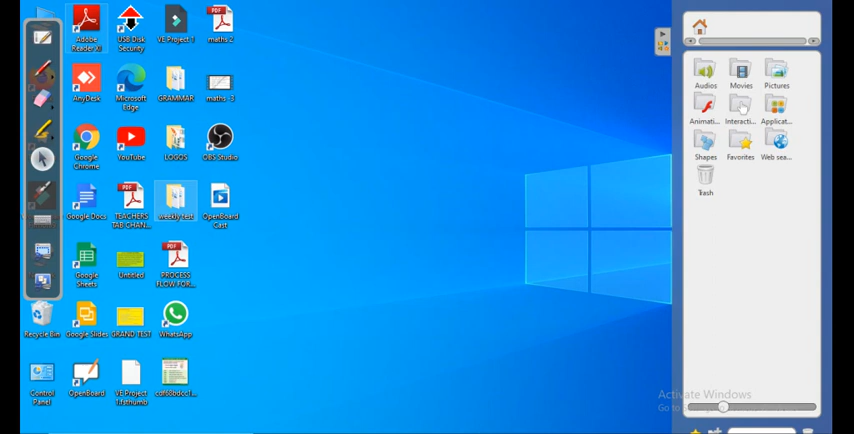 Adobe
Reader XI
USB Disk
Security
VE Project 1
maths 2
AnyDesk
Microsoft
Edge
GRAMMAR
maths -3
Google
Chrome
YouTube
LOGOS
OBS Studio
Google Docs
TEACHERS
TAB CHAN...
weekly test
OpenBoard
Cast
Google
Sheets
Untitled
PROCESS
FLOW FOR...
Recycle Bin
Google Slides
GRAND TEST
WhatsApp
Control
Panel
OpenBoard
VE Project
Audios
Movies
Pictures
Animati...
Interacti...
Applicat...
Shapes
Favorites
Web sea...
Trash
Activate Windows
Go to